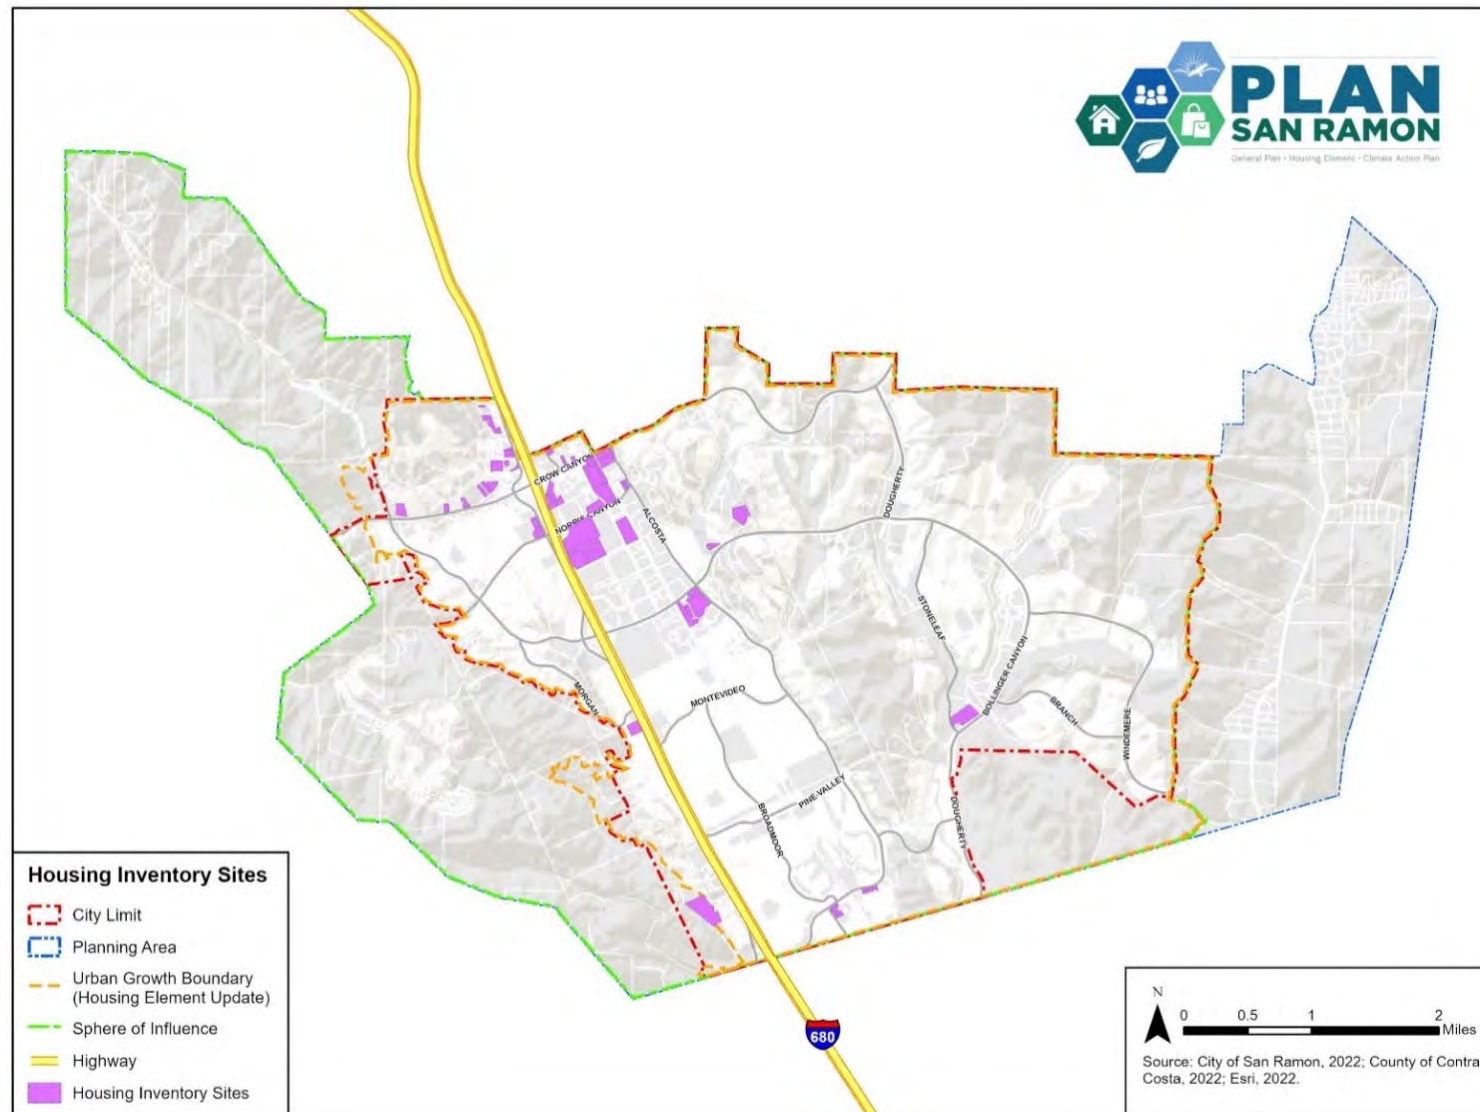 PLAN
SAN RAMON
General Plan • Housing Element • Climate Action Plan
CROW CANYON
NORRIS CANYON
ALCOSTA
DOUGHERTY
STONELEAF
BOLLINGER CANYON
MORGAN
MONTEVIDEO
BRANCH
WINDEMERE
PINE VALLEY
BROADMOOR
DOUGHERTY
680
Housing Inventory Sites
City Limit
Planning Area
Urban Growth Boundary
(Housing Element Update)
Sphere of Influence
Highway
Housing Inventory Sites
N
0 0.5 1 2
Miles
Source: City of San Ramon, 2022; County of Contra
Costa, 2022; Esri, 2022.